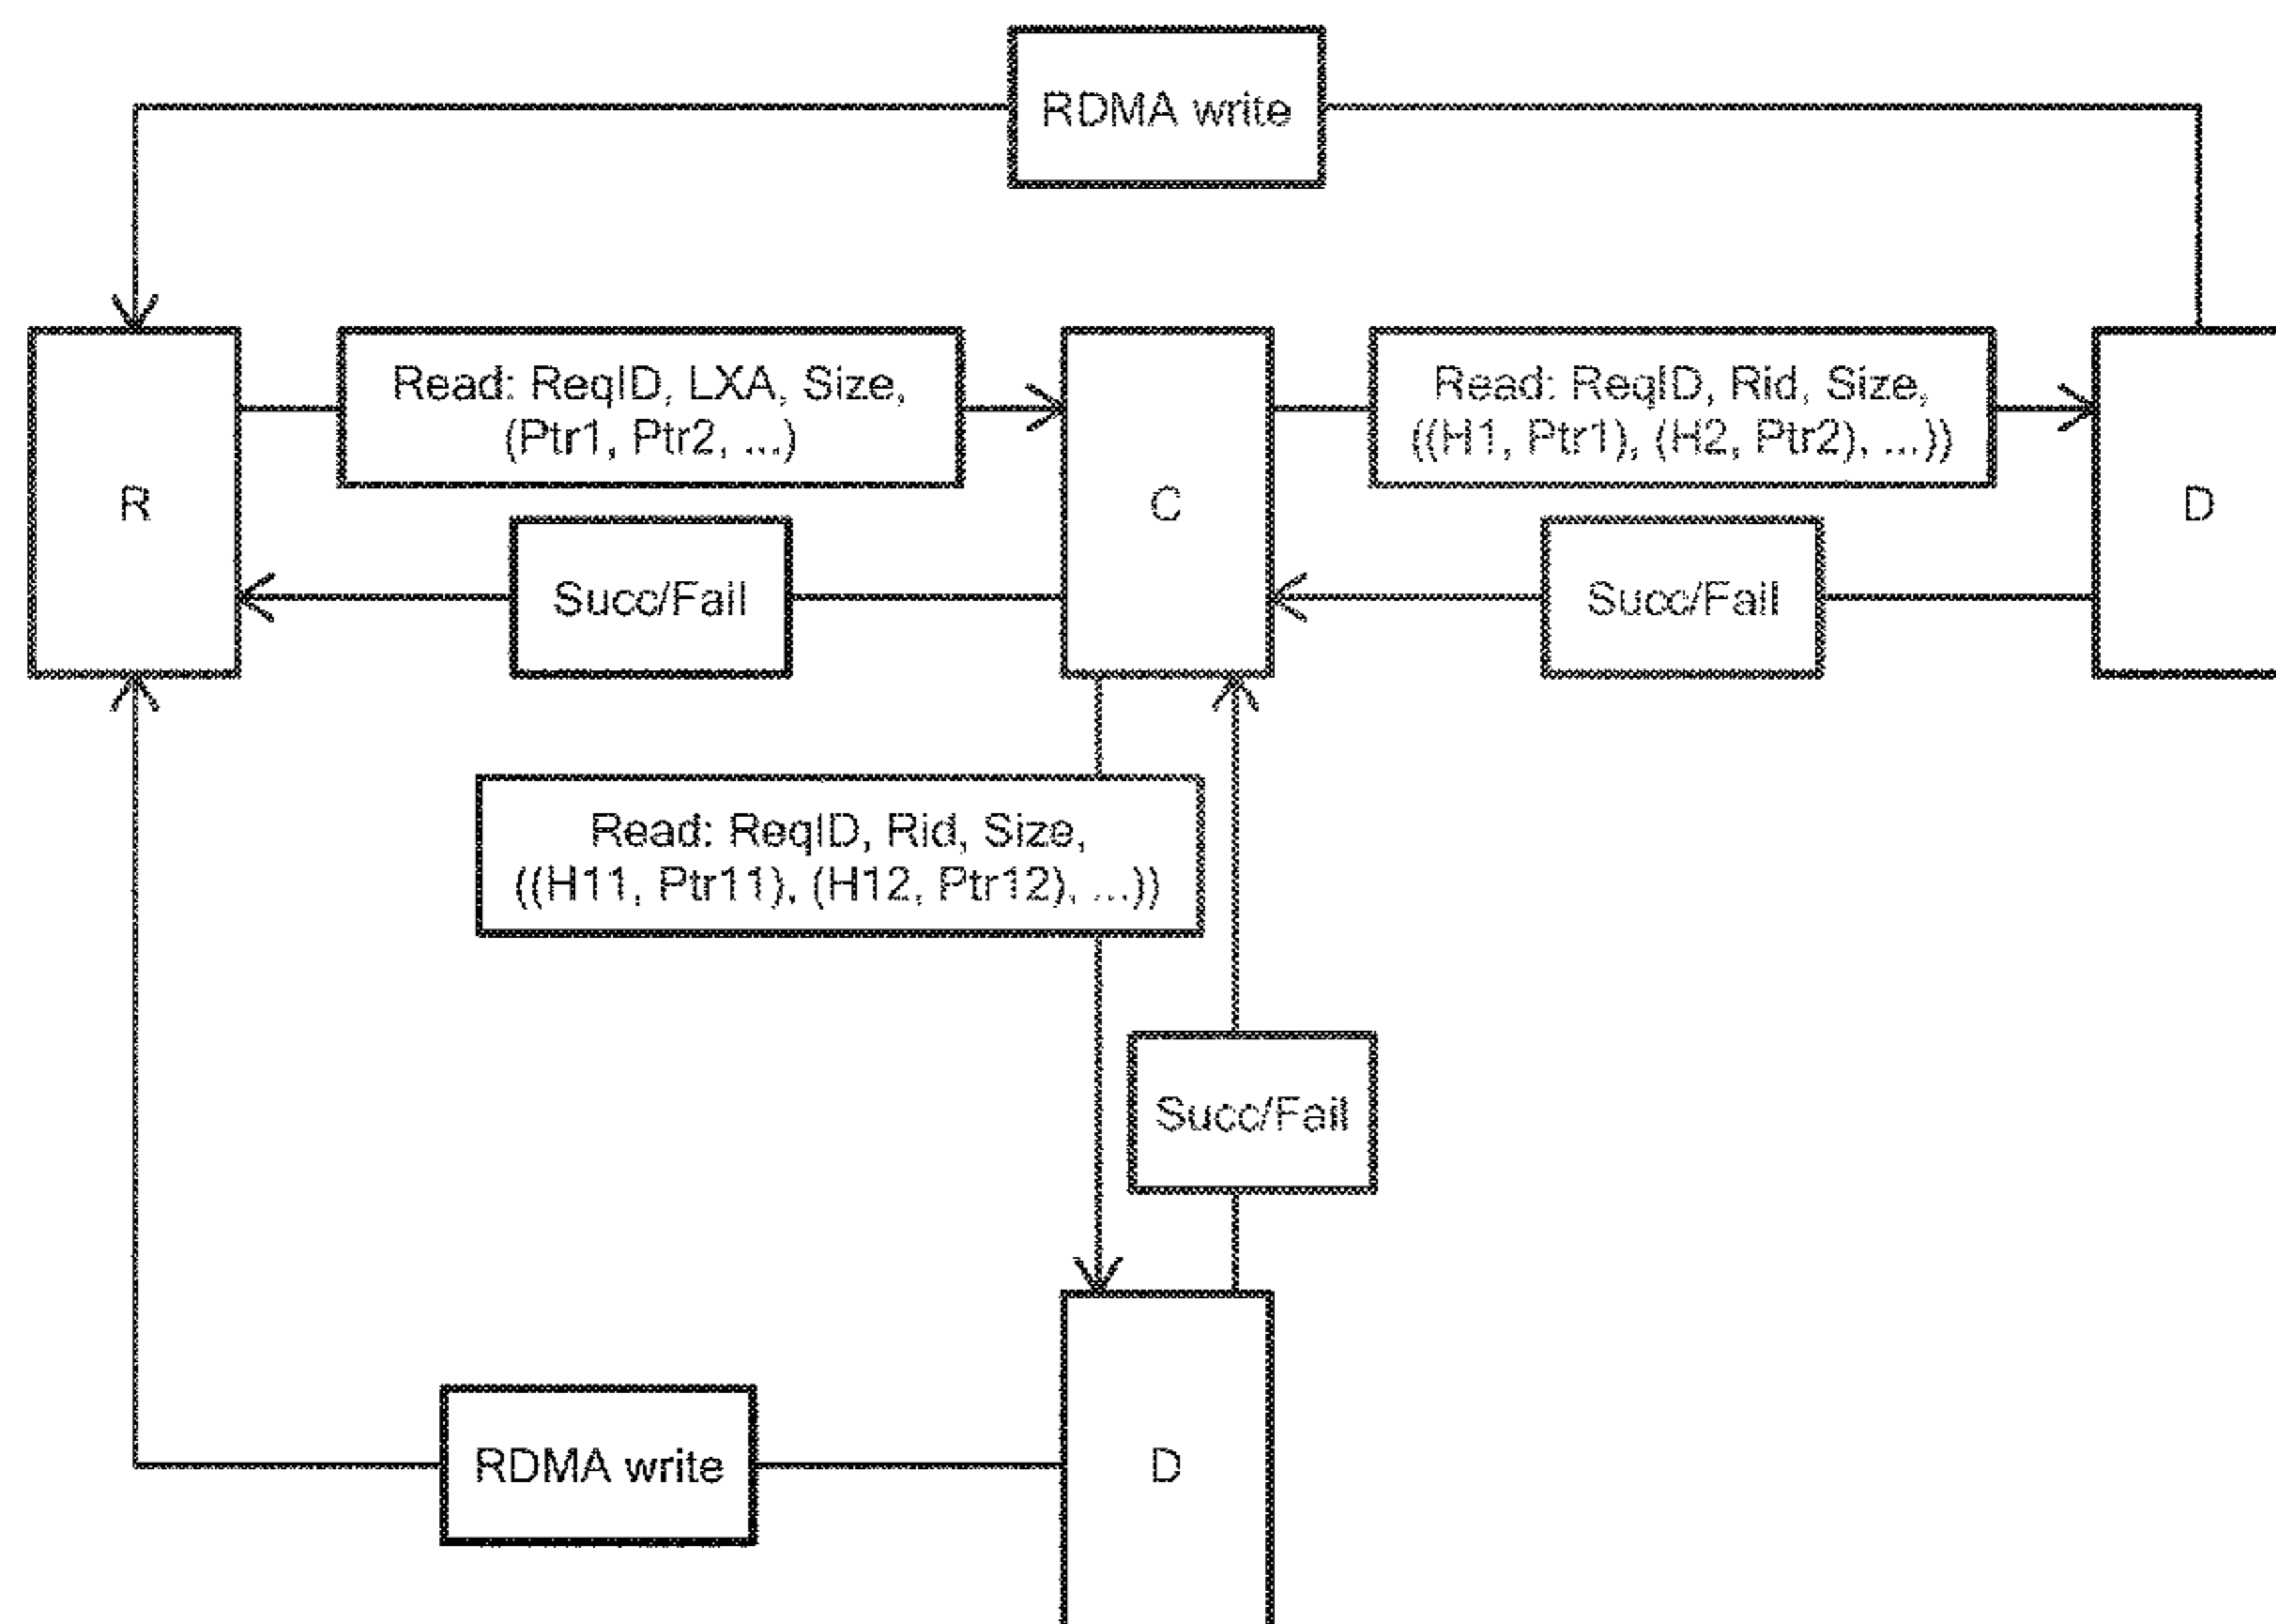 RDMA write
Read: ReqID, LXA, Size,
(Ptr1, Ptr2, ...)
Read: ReqID, Rid, Size,
((H1, Ptr1), (H2, Ptr2), ...))
R
C
D
Succ/Fail
Succ/Fail
Read: ReqID, Rid, Size,
((H11, Ptr11), (H12, Ptr12), ...))
Succ/Fail
RDMA write
D